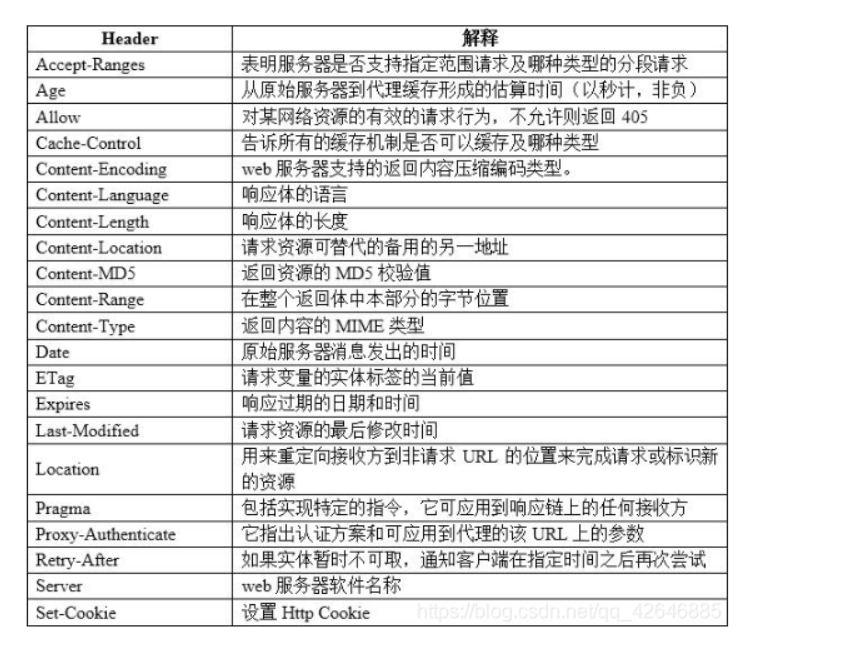 Header 解释
Accept-Ranges 表明服务器是否支持指定范围请求及哪种类型的分段请求
Age 从原始服务器到代理缓存形成的估算时间（以秒计，非负）
Allow 对某网络资源的有效的请求行为，不允许则返回 405
Cache-Control 告诉所有的缓存机制是否可以缓存及哪种类型
Content-Encoding web 服务器支持的返回内容压缩编码类型。
Content-Language 响应体的语言
Content-Length 响应体的长度
Content-Location 请求资源可替代的备用的另一地址
Content-MD5 返回资源的 MD5 校验值
Content-Range 在整个返回体中本部分的字节位置
Content-Type 返回内容的 MIME 类型
Date 原始服务器消息发出的时间
ETag 请求变量的实体标签的当前值
Expires 响应过期的日期和时间
Last-Modified 请求资源的最后修改时间
Location 用来重定向接收方到非请求 URL 的位置来完成请求或标识新
的资源
Pragma 包括实现特定的指令，它可应用到响应链上的任何接收方
Proxy-Authenticate 它指出认证方案和可应用到代理的该 URL 上的参数
Retry-After 如果实体暂时不可取，通知客户端在指定时间之后再次尝试
Server web 服务器软件名称
Set-Cookie 设置 Http Cookie https://blog.csdn.net/qq_42646885